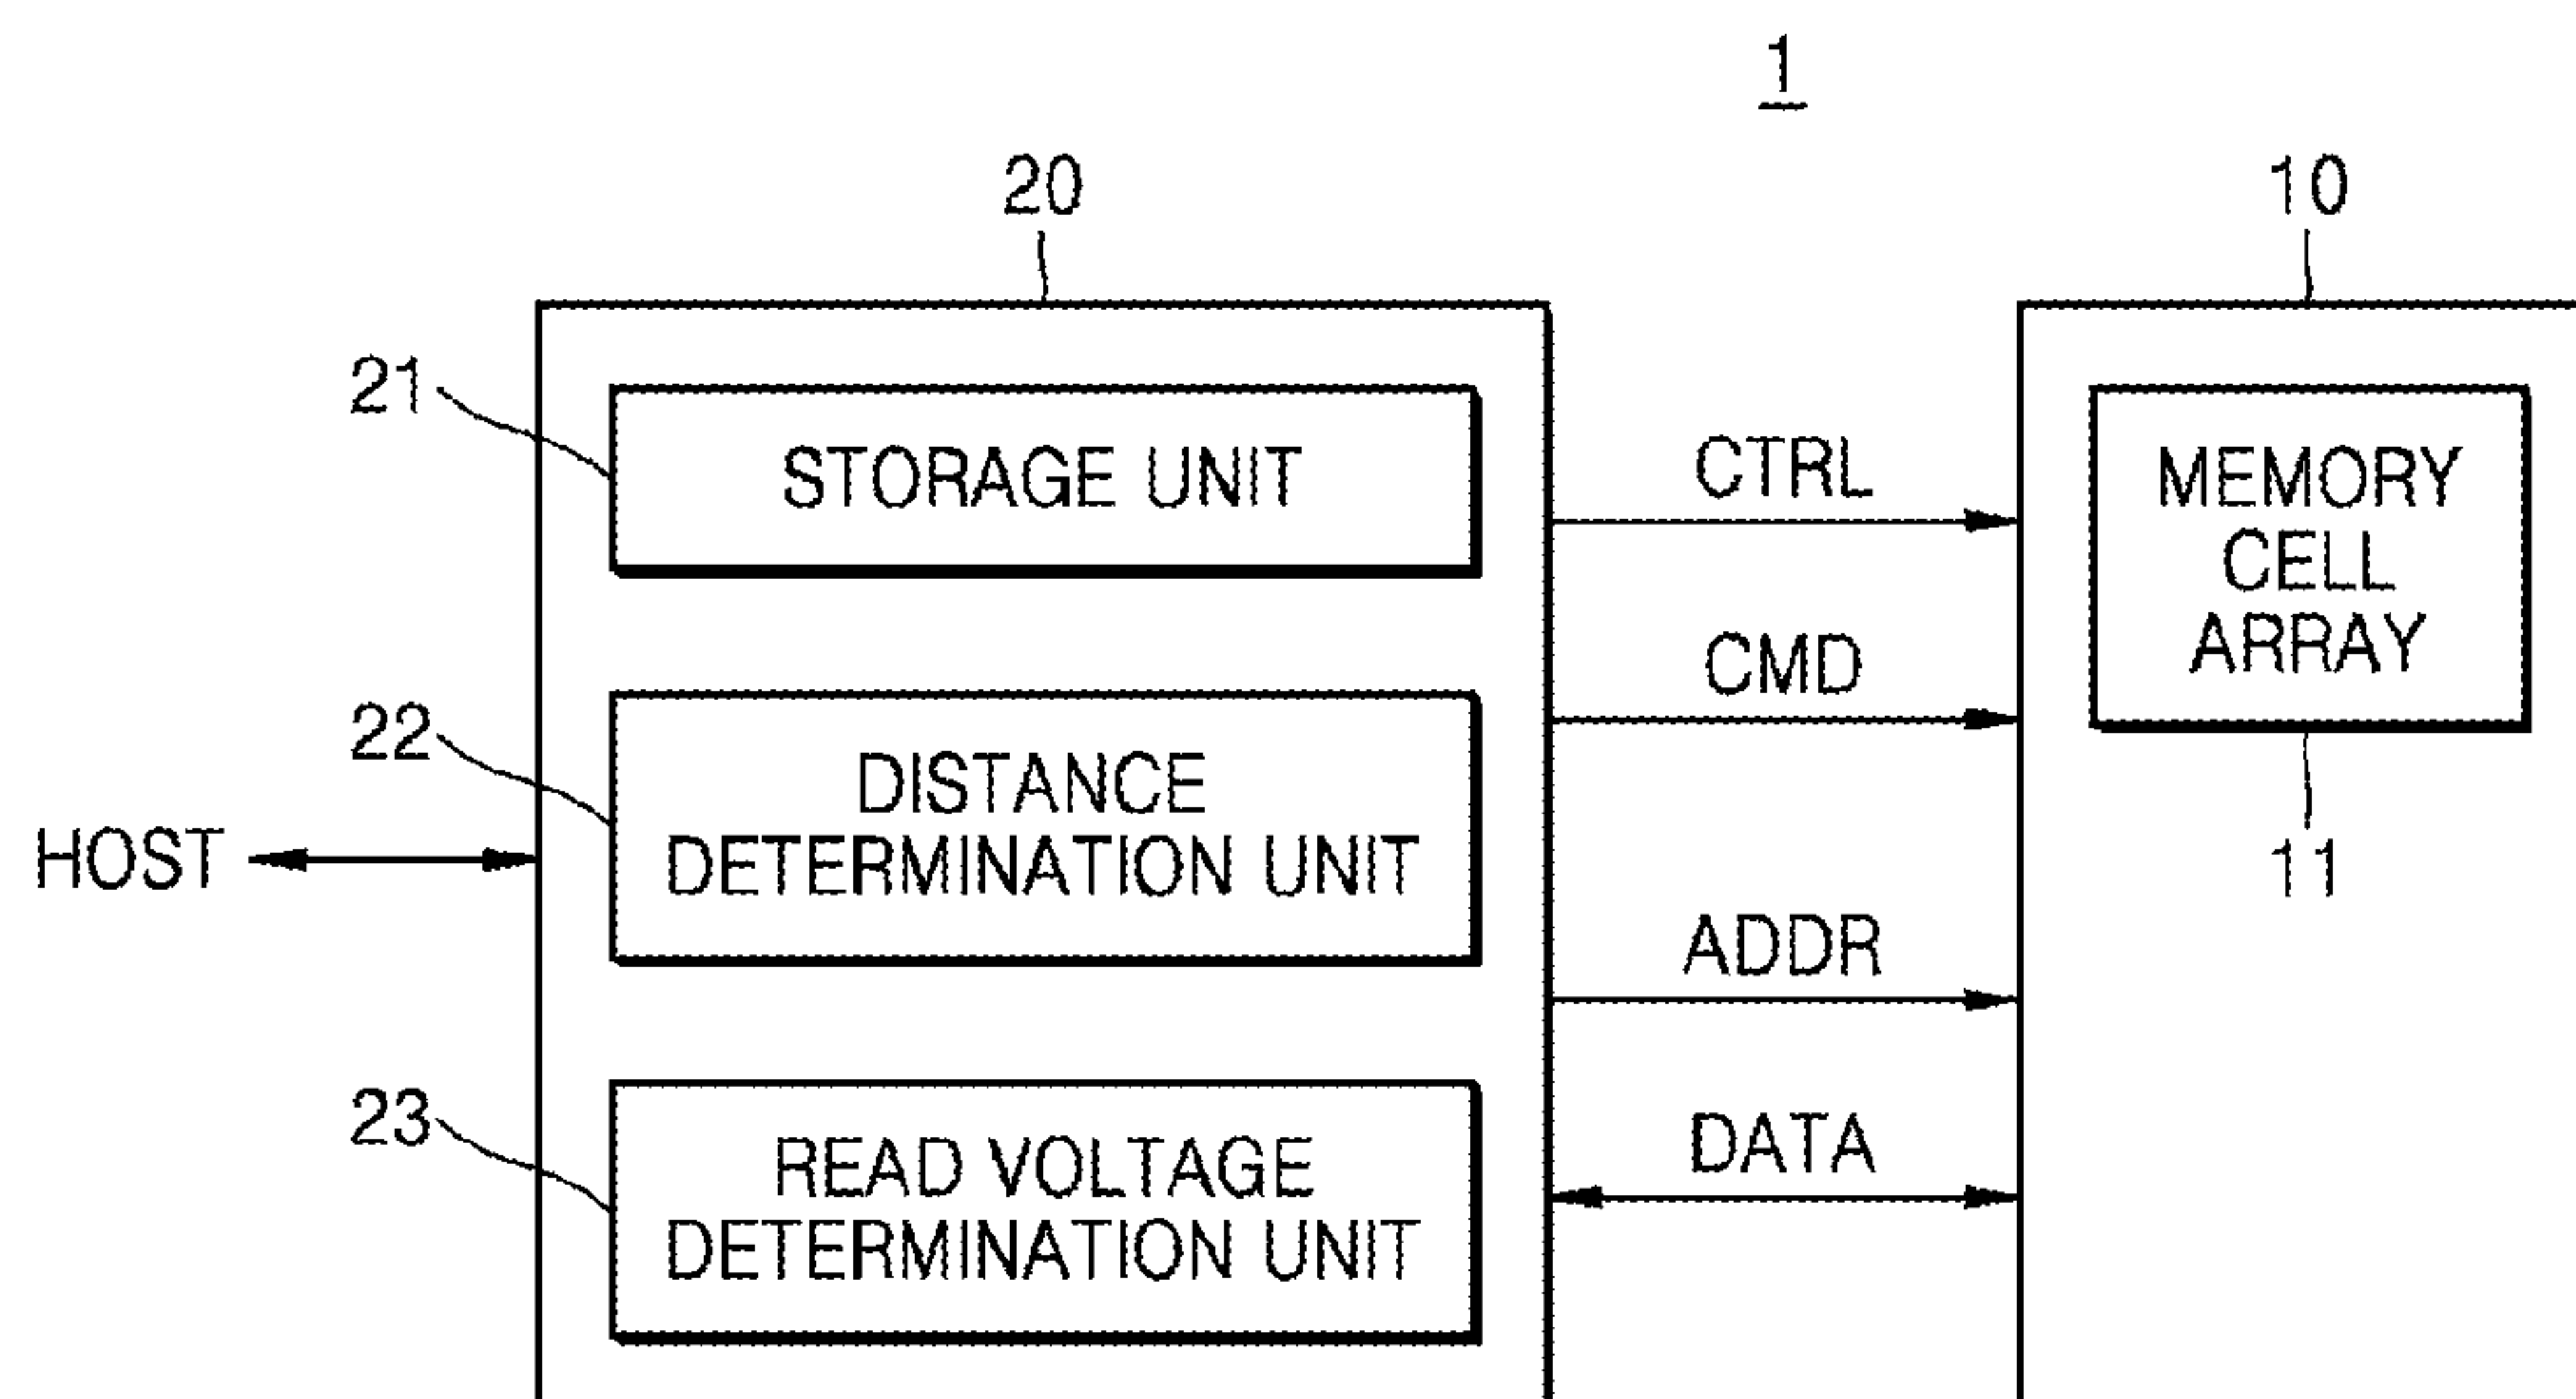 1
20
10
21
STORAGE UNIT
CTRL
MEMORY
CELL
ARRAY
CMD
22
DISTANCE
DETERMINATION UNIT
HOST
11
ADDR
23
READ VOLTAGE
DETERMINATION UNIT
DATA